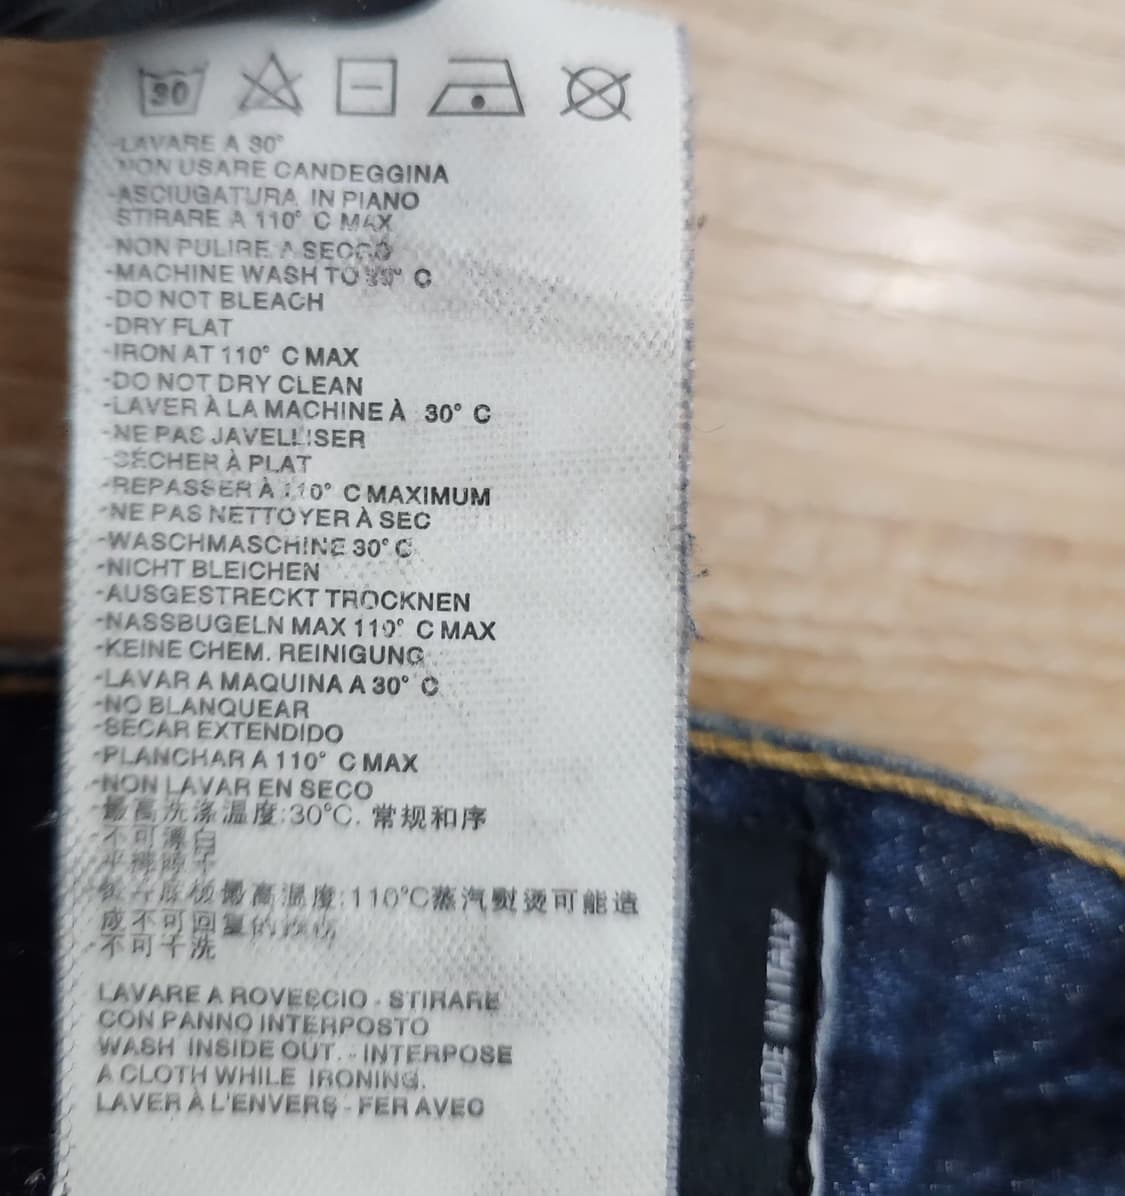 30
-LAVARE A 30°
NON USARE CANDEGGINA
-ASCIUGATURA IN PIANO
STIRARE A 110° C MAX
-NON PULIRE A SECCO
-MACHINE WASH TO 30° C
-DO NOT BLEACH
-DRY FLAT
-IRON AT 110° C MAX
-DO NOT DRY CLEAN
-LAVER À LA MACHINE À 30° C
-NE PAS JAVELLISER
-SÉCHER À PLAT
-REPASSER À 110° C MAXIMUM
-NE PAS NETTOYER À SEC
-WASCHMASCHINE 30° C
-NICHT BLEICHEN
-AUSGESTRECKT TROCKNEN
-NASSBUGELN MAX 110° C MAX
-KEINE CHEM. REINIGUNG
-LAVAR A MAQUINA A 30° C
-NO BLANQUEAR
-SECAR EXTENDIDO
-PLANCHAR A 110° C MAX
-NON LAVAR EN SECO
-最高洗涤温度:30°C. 常规和序
-不可漂白
平摊晾干
-熨斗底板最高温度:110°C蒸汽熨烫可能造
成不可回复的
-不可干洗
LAVARE A ROVESCIO - STIRARE
CON PANNO INTERPOSTO
WASH INSIDE OUT. - INTERPOSE
A CLOTH WHILE IRONING.
LAVER À L'ENVERS - FER AVEC
MADE IN ITALY